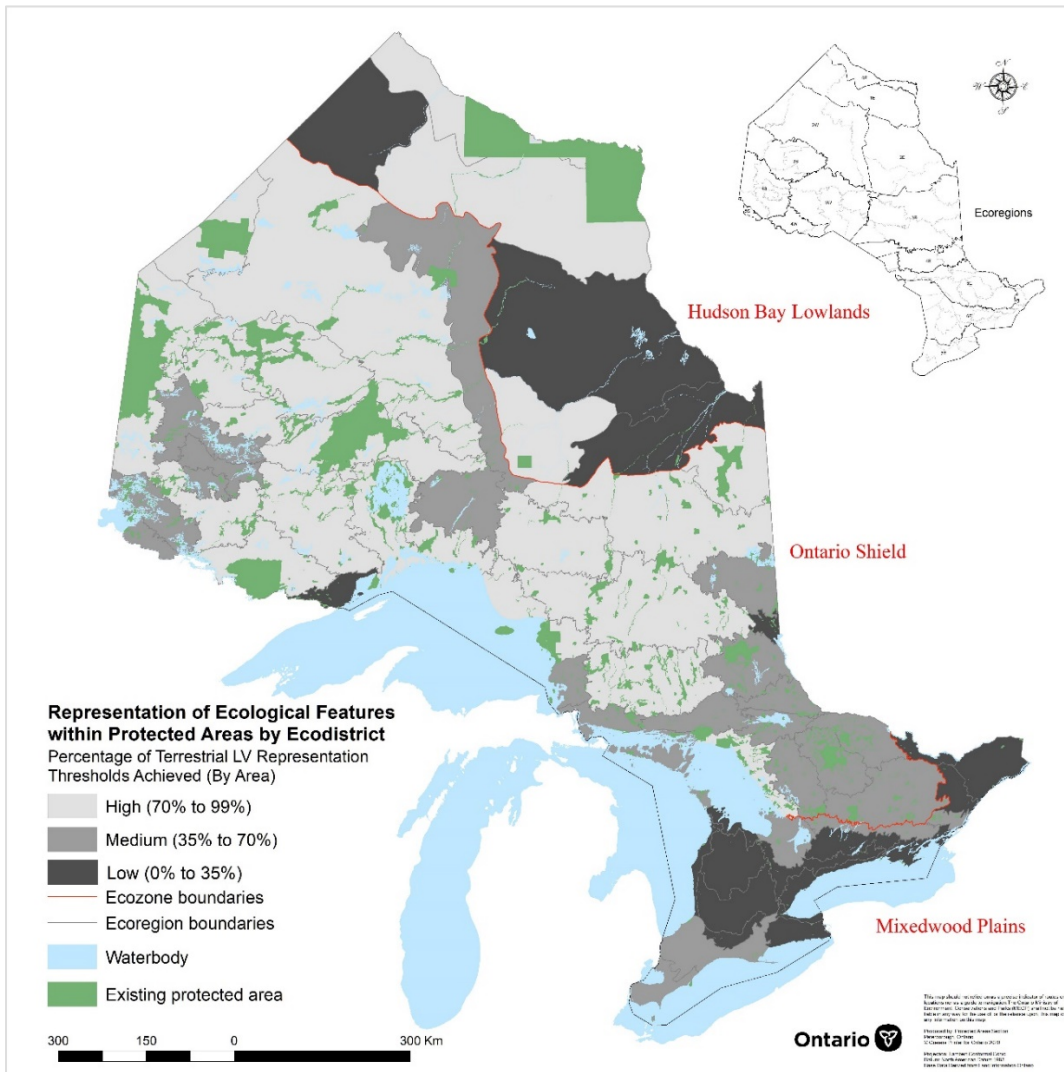 Ecoregions
Hudson Bay Lowlands
Ontario Shield
Mixedwood Plains
Representation of Ecological Features
within Protected Areas by Ecodistrict
Percentage of Terrestrial LV Representation
Thresholds Achieved (By Area)
High (70% to 99%)
Medium (35% to 70%)
Low (0% to 35%)
Ecozone boundaries
Ecoregion boundaries
Waterbody
Existing protected area
300 150 0 300 Km
Ontario